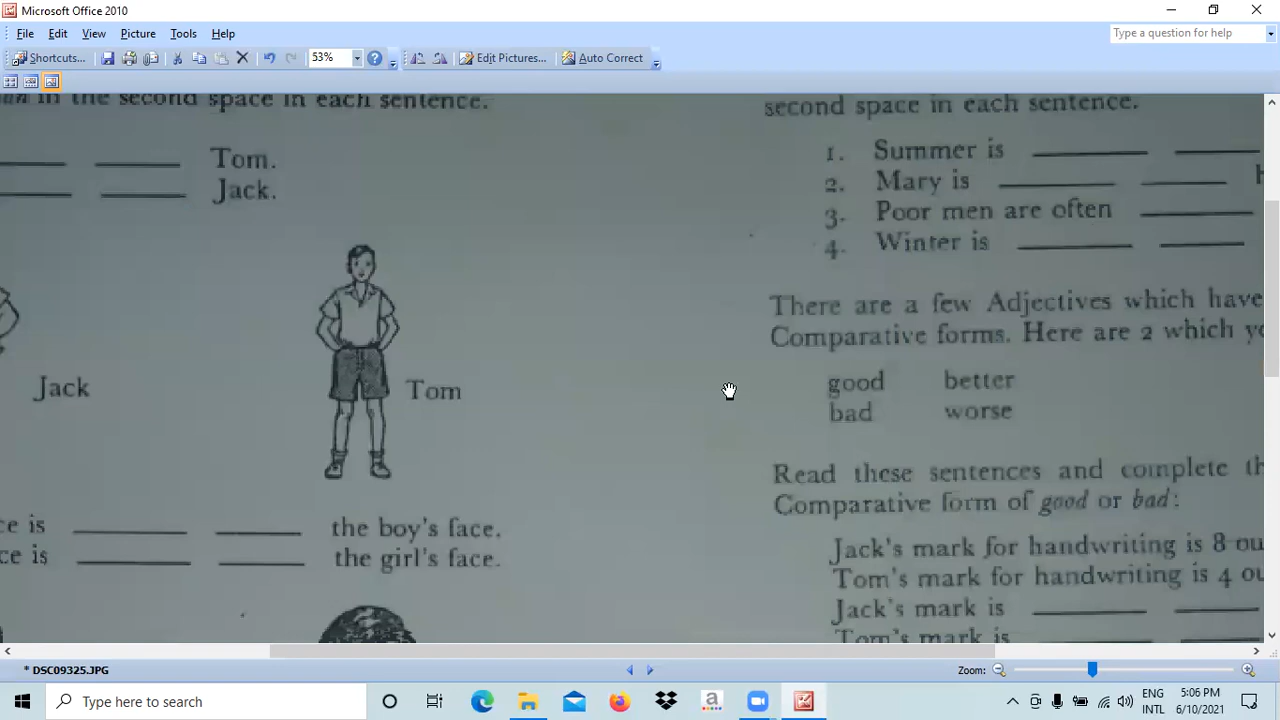 Microsoft Office 2010
File Edit View Picture Tools Help
Type a question for help
Shortcuts... 53% Edit Pictures... Auto Correct
in the second space in each sentence.
Tom.
Jack.
Jack
Tom
is the boy's face.
is the girl's face.
second space in each sentence.
1. Summer is
2. Mary is
3. Poor men are often
4. Winter is
There are a few Adjectives which have
Comparative forms. Here are 2 which
good better
bad worse
Read these sentences and complete
Comparative form of good or bad:
Jack's mark for handwriting is 8
Tom's mark for handwriting is 4
Jack's mark is
Tom's mark is
* DSC09325.JPG
Zoom:
Type here to search
a
ENG
INTL
5:06 PM
6/10/2021